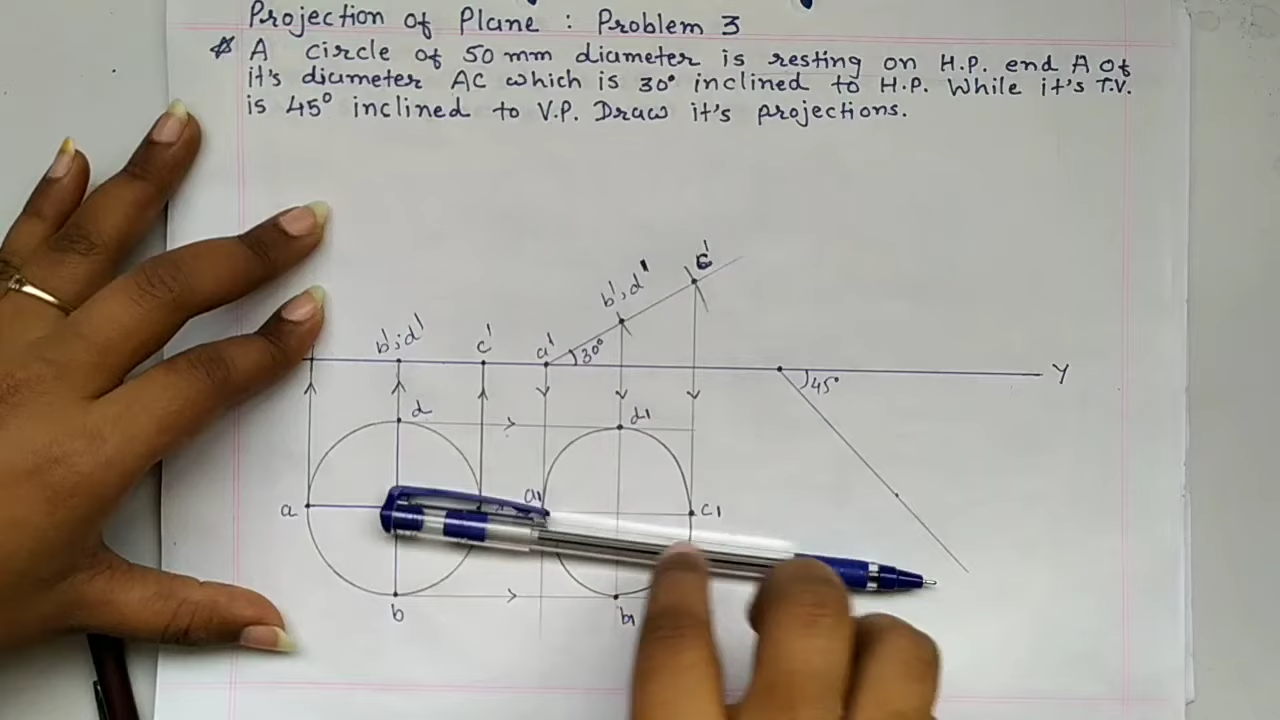 Projection of Plane : Problem 3
A circle of 50 mm diameter is resting on H.P. end A of
it's diameter AC which is 30° inclined to H.P. While it's T.V.
is 45° inclined to V.P. Draw it's projections.
c'
b', d'
b', d' c' a' 30° Y
45°
d d1
a a1 c1
b b1